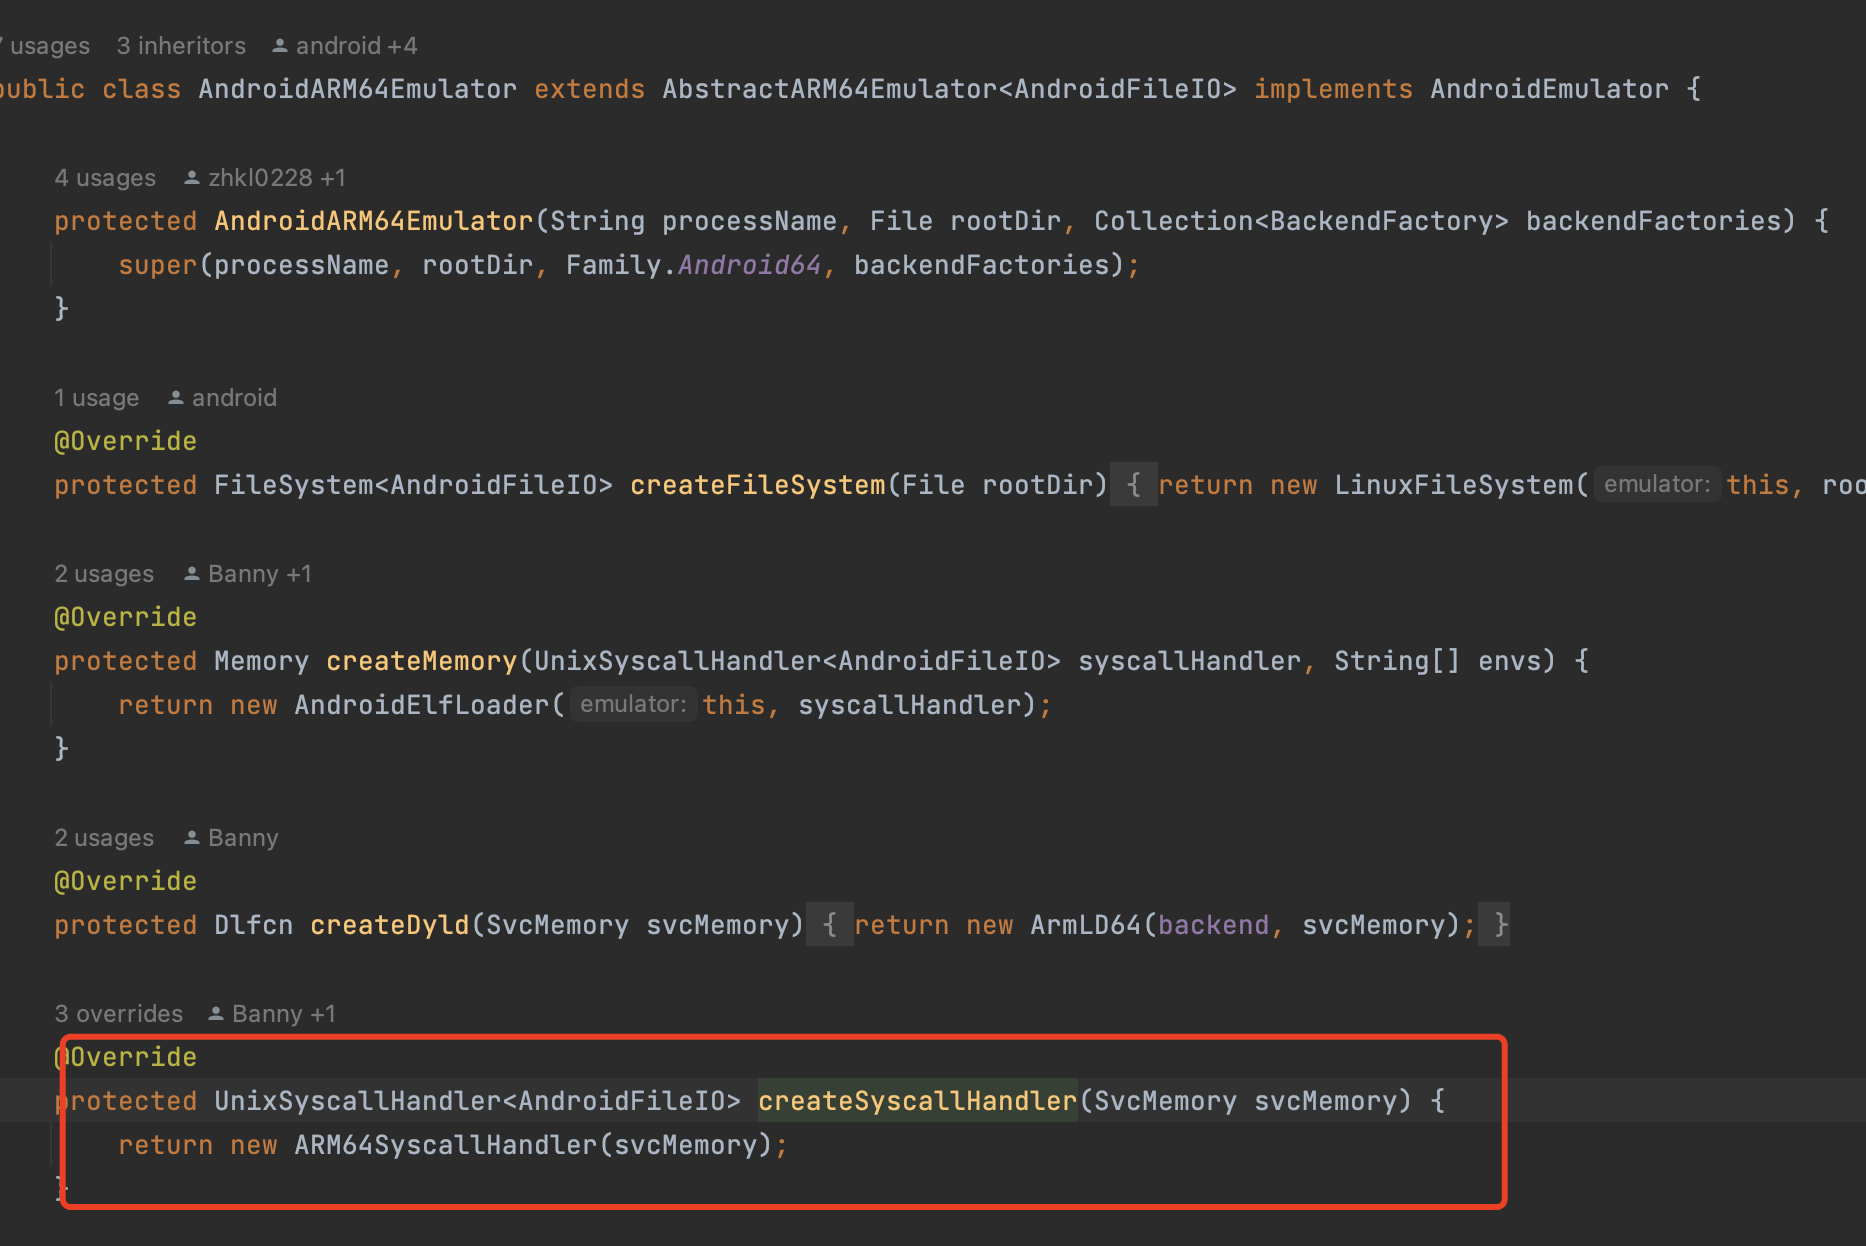 usages 3 inheritors android +4
public class AndroidARM64Emulator extends AbstractARM64Emulator<AndroidFileIO> implements AndroidEmulator {
4 usages zhkl0228 +1
protected AndroidARM64Emulator(String processName, File rootDir, Collection<BackendFactory> backendFactories) {
super(processName, rootDir, Family.Android64, backendFactories);
}
1 usage android
@Override
protected FileSystem<AndroidFileIO> createFileSystem(File rootDir) { return new LinuxFileSystem( emulator: this, roo
2 usages Banny +1
@Override
protected Memory createMemory(UnixSyscallHandler<AndroidFileIO> syscallHandler, String[] envs) {
return new AndroidElfLoader( emulator: this, syscallHandler);
}
2 usages Banny
@Override
protected Dlfcn createDyld(SvcMemory svcMemory) { return new ArmLD64(backend, svcMemory); }
3 overrides Banny +1
@Override
protected UnixSyscallHandler<AndroidFileIO> createSyscallHandler(SvcMemory svcMemory) {
return new ARM64SyscallHandler(svcMemory);
}